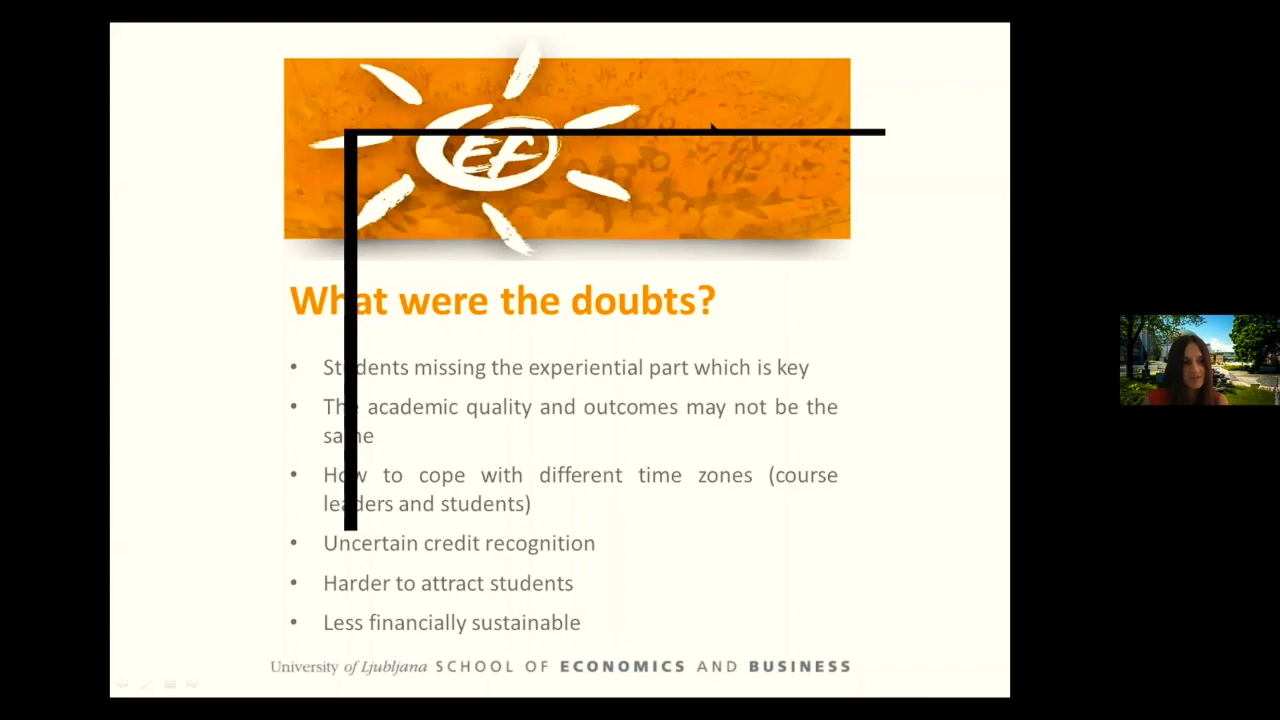 EF
What were the doubts?
• Students missing the experiential part which is key
• The academic quality and outcomes may not be the
same
• How to cope with different time zones (course
leaders and students)
• Uncertain credit recognition
• Harder to attract students
• Less financially sustainable
University of Ljubljana SCHOOL OF ECONOMICS AND BUSINESS